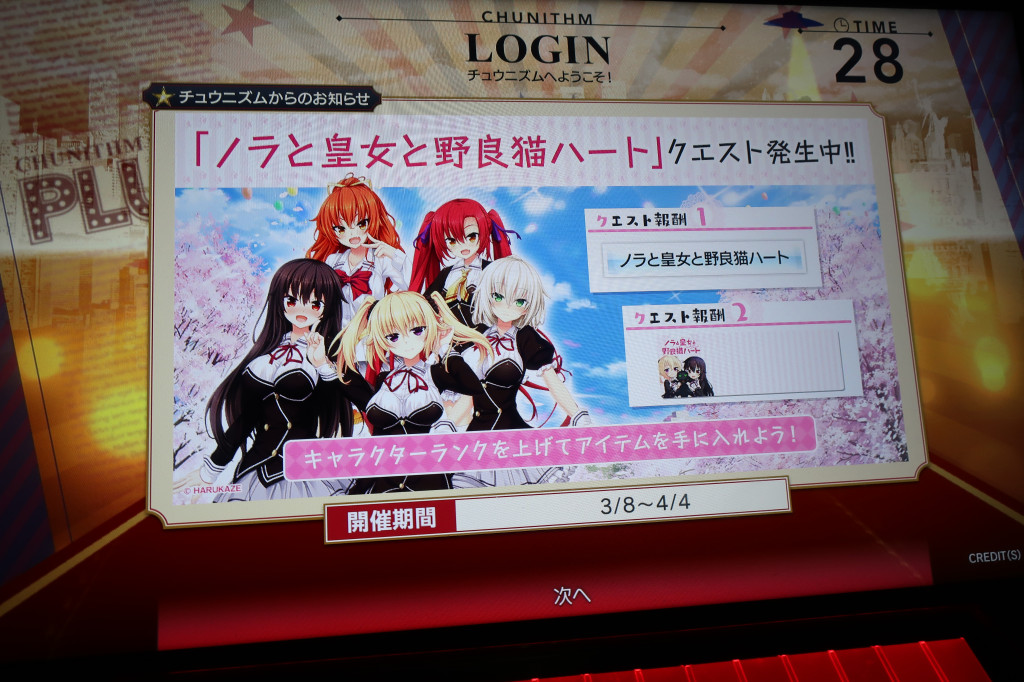 CHUNITHM
LOGIN
チュウニズムへようこそ!
TIME
28
チュウニズムからのお知らせ
CHUNITHM
PLU
「ノラと皇女と野良猫ハート」クエスト発生中!!
クエスト報酬 1
ノラと皇女と野良猫ハート
クエスト報酬 2
ノラと皇女と
野良猫ハート
キャラクターランクを上げてアイテムを手に入れよう!
© HARUKAZE
開催期間
3/8～4/4
次へ
CREDIT(S)